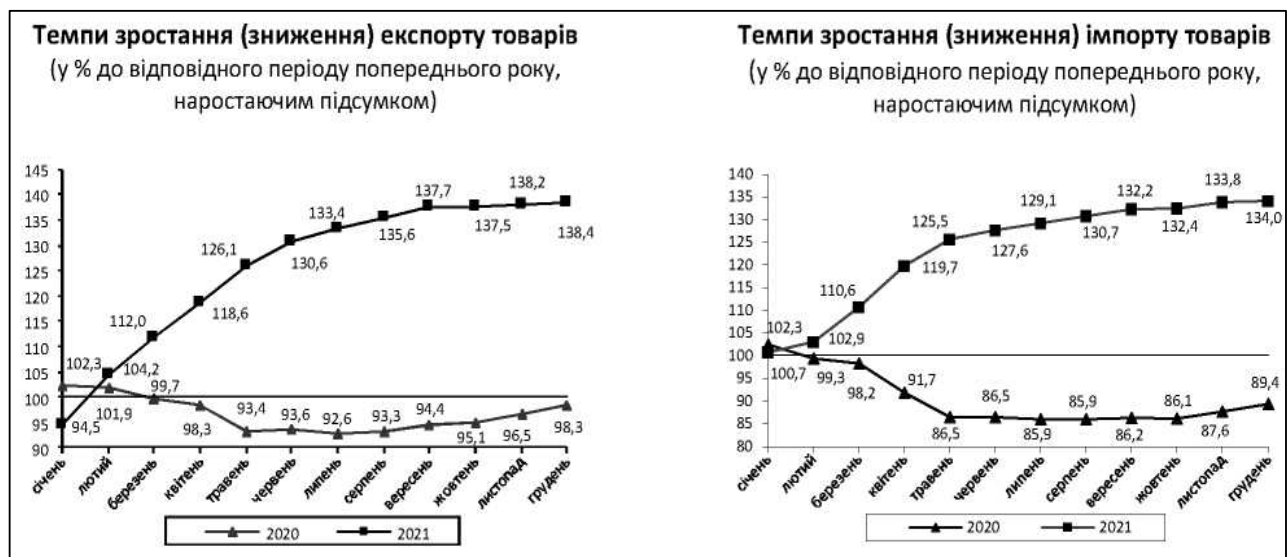 Темпи зростання (зниження) експорту товарів
(у % до відповідного періоду попереднього року,
наростаючим підсумком)
145
140
135
130
125
120
115
110
105
100
95
90
94,5
104,2
112,0
118,6
126,1
130,6
133,4
135,6
137,7
137,5
138,2
138,4
102,3
101,9
99,7
98,3
93,4
93,6
92,6
93,3
94,4
95,1
96,5
98,3
січень
лютий
березень
квітень
травень
червень
липень
серпень
вересень
жовтень
листопад
грудень
2020
2021
Темпи зростання (зниження) імпорту товарів
(у % до відповідного періоду попереднього року,
наростаючим підсумком)
140
135
130
125
120
115
110
105
100
95
90
85
80
100,7
102,9
110,6
119,7
125,5
127,6
129,1
130,7
132,2
132,4
133,8
134,0
102,3
99,3
98,2
91,7
86,5
86,5
85,9
85,9
86,2
86,1
87,6
89,4
січень
лютий
березень
квітень
травень
червень
липень
серпень
вересень
жовтень
листопад
грудень
2020
2021